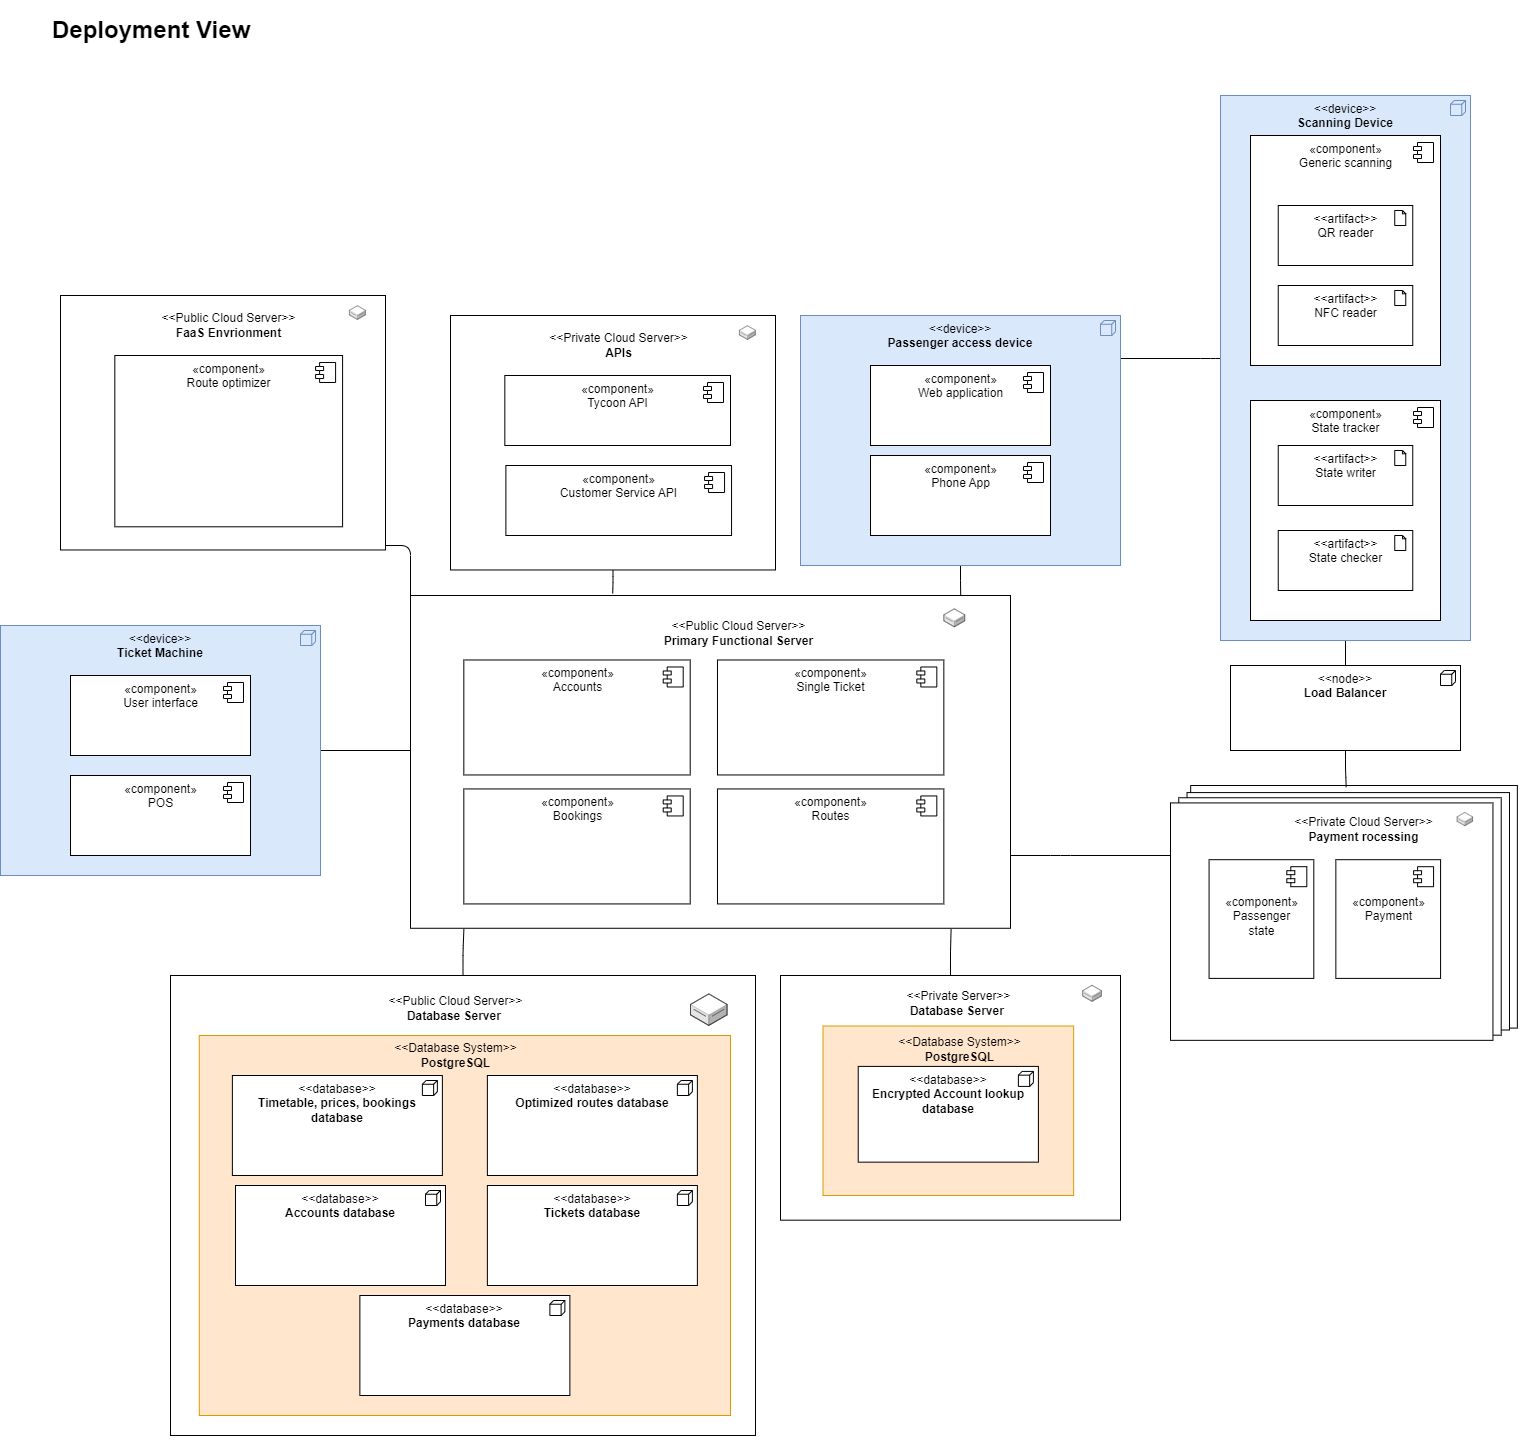 Deployment View
<<device>>
Scanning Device
«component»
Generic scanning
<<artifact>>
QR reader
<<artifact>>
NFC reader
«component»
State tracker
<<artifact>>
State writer
<<artifact>>
State checker
<<Public Cloud Server>>
FaaS Envrionment
«component»
Route optimizer
<<Private Cloud Server>>
APIs
«component»
Tycoon API
«component»
Customer Service API
<<device>>
Passenger access device
«component»
Web application
«component»
Phone App
<<device>>
Ticket Machine
«component»
User interface
«component»
POS
<<Public Cloud Server>>
Primary Functional Server
«component»
Accounts
«component»
Single Ticket
«component»
Bookings
«component»
Routes
<<node>>
Load Balancer
<<Private Cloud Server>>
Payment rocessing
«component»
Passenger
state
«component»
Payment
<<Public Cloud Server>>
Database Server
<<Database System>>
PostgreSQL
<<database>>
Timetable, prices, bookings
database
<<database>>
Optimized routes database
<<database>>
Accounts database
<<database>>
Tickets database
<<database>>
Payments database
<<Private Server>>
Database Server
<<Database System>>
PostgreSQL
<<database>>
Encrypted Account lookup
database